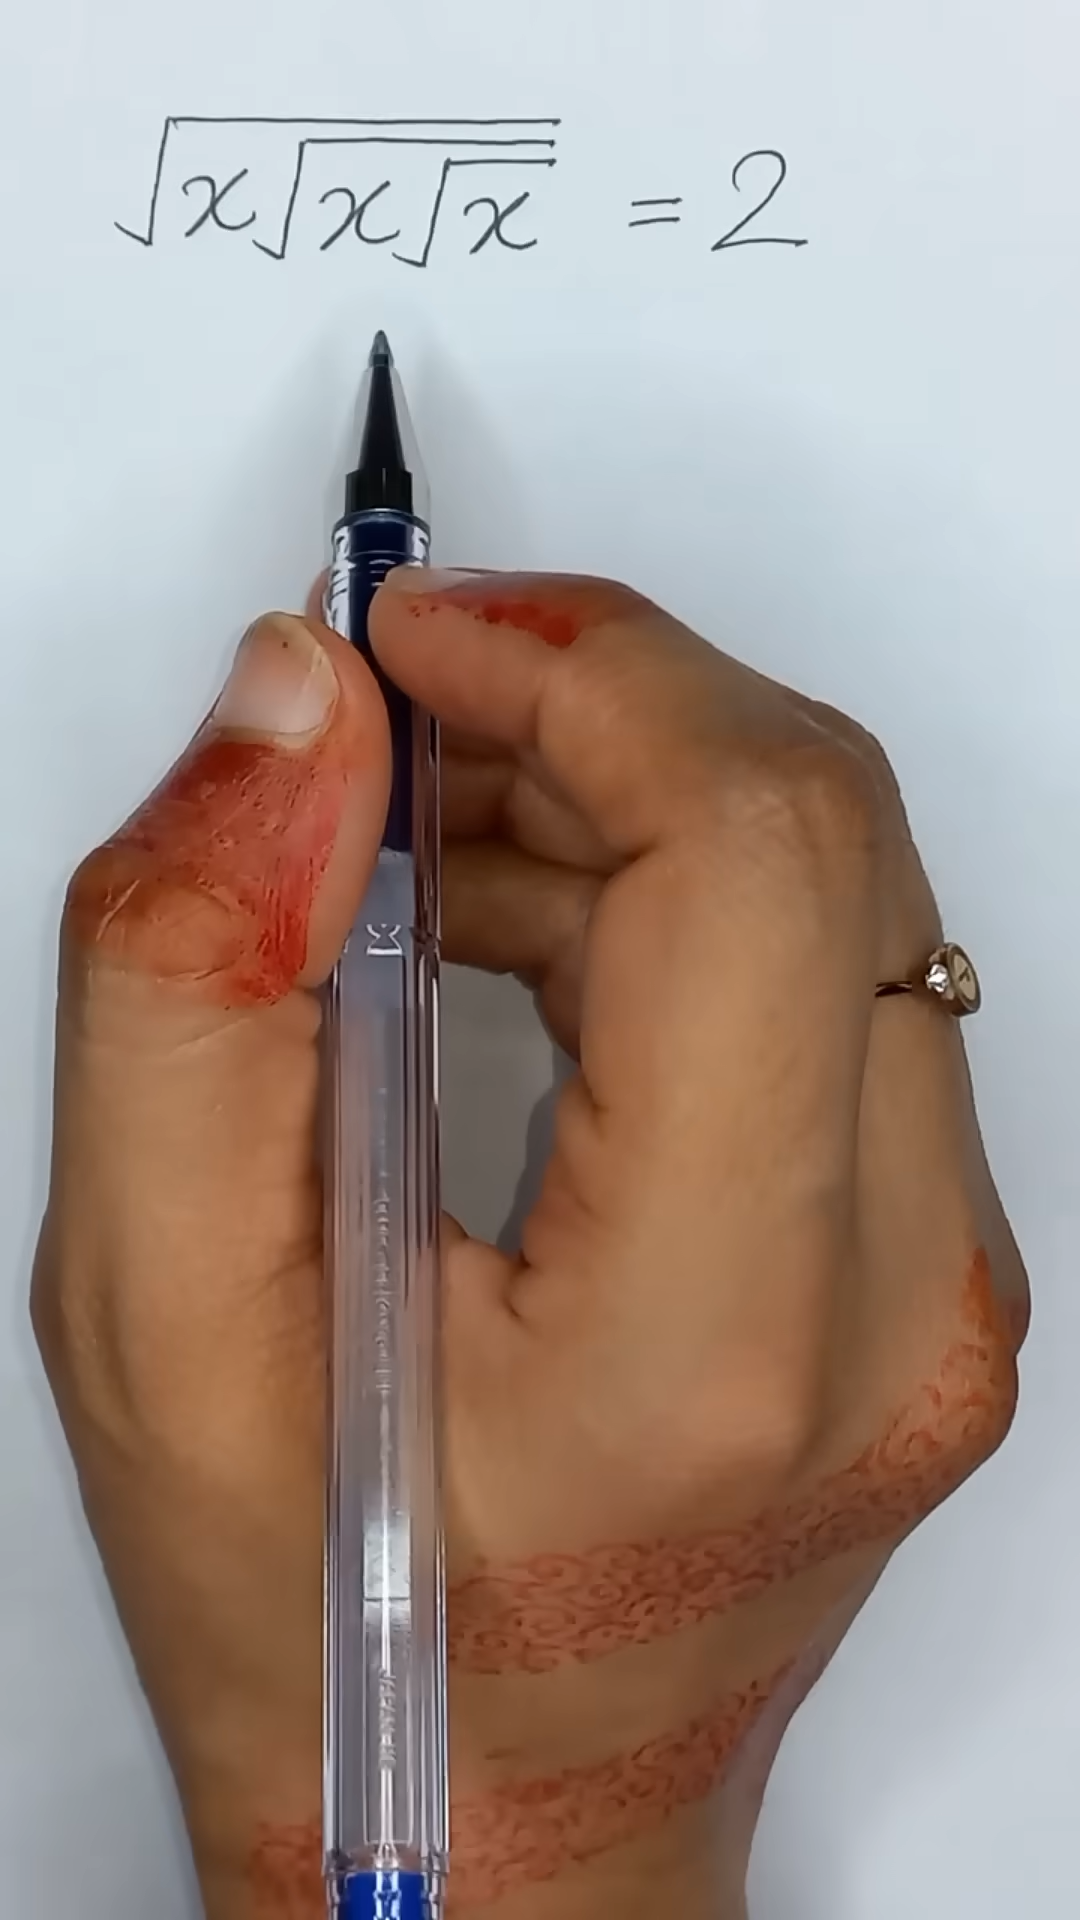 √(x√(x√x)) = 2